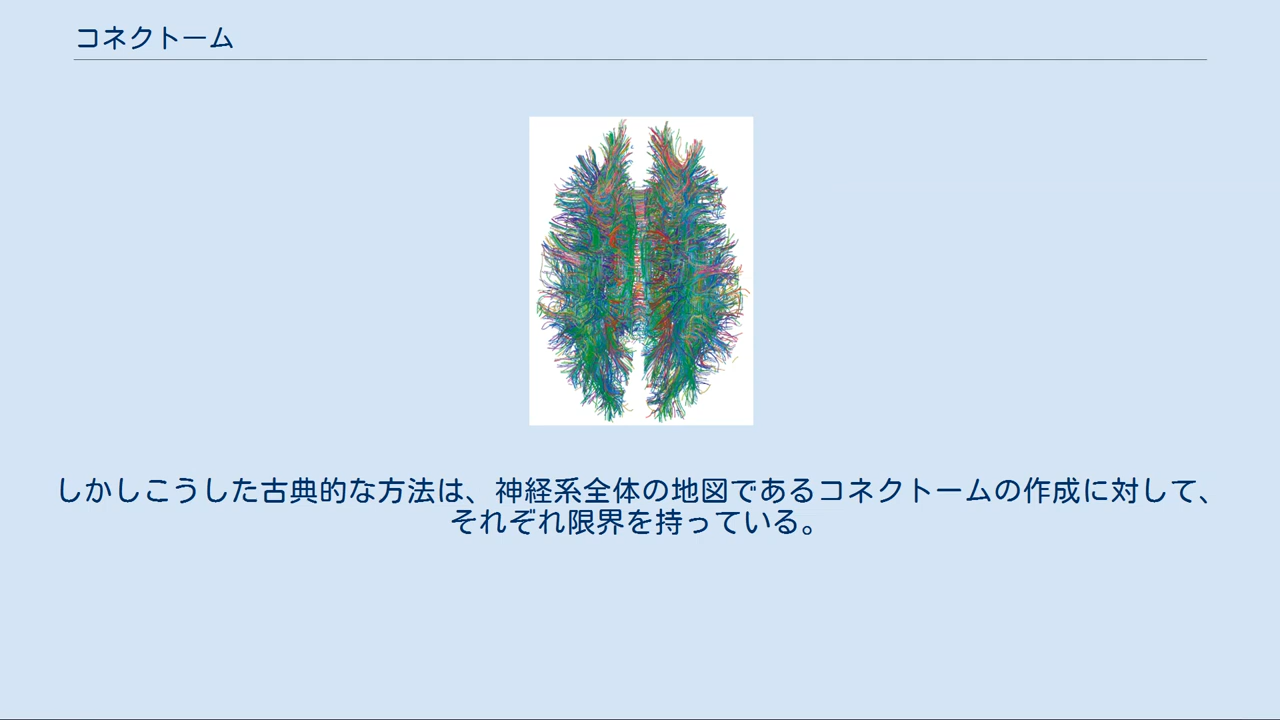 コネクトーム
しかしこうした古典的な方法は、神経系全体の地図であるコネクトームの作成に対して、
それぞれ限界を持っている。